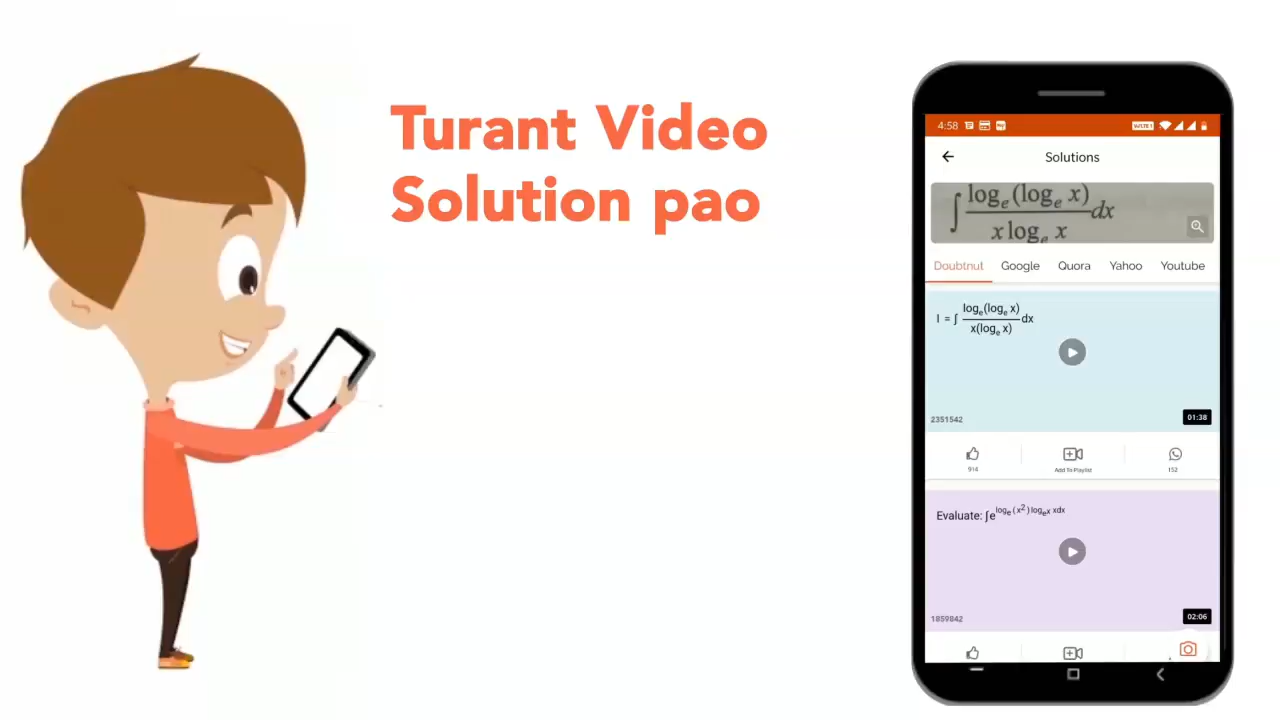 Turant Video
Solution pao
4:58
VoLTE1
Solutions
∫ logₑ(logₑ x) / x logₑ x dx
Doubtnut Google Quora Yahoo Youtube
I = ∫ logₑ(logₑ x) / x(logₑ x) dx
2351542
01:38
914
Add To Playlist
152
Evaluate: ∫e^logₑ(x²)logₑx xdx
1859842
02:06